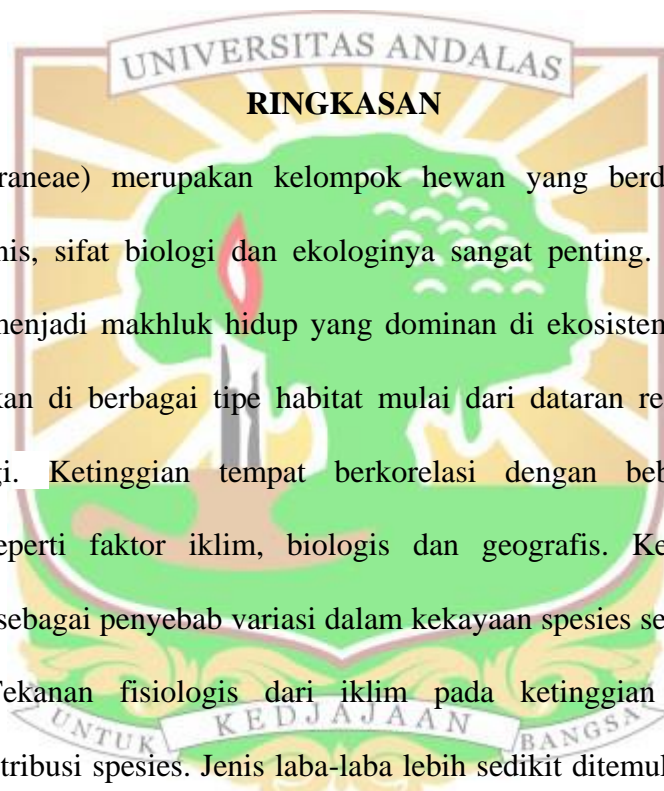 UNIVERSITAS ANDALAS
RINGKASAN
raneae) merupakan kelompok hewan yang berd
nis, sifat biologi dan ekologinya sangat penting.
menjadi makhluk hidup yang dominan di ekosisten
kan di berbagai tipe habitat mulai dari dataran re
gi. Ketinggian tempat berkorelasi dengan beb
eperti faktor iklim, biologis dan geografis. Ke
sebagai penyebab variasi dalam kekayaan spesies se
Tekanan fisiologis dari iklim pada ketinggian
UNTUK KEDJAJAAN BANGSA
tribusi spesies. Jenis laba-laba lebih sedikit ditemul